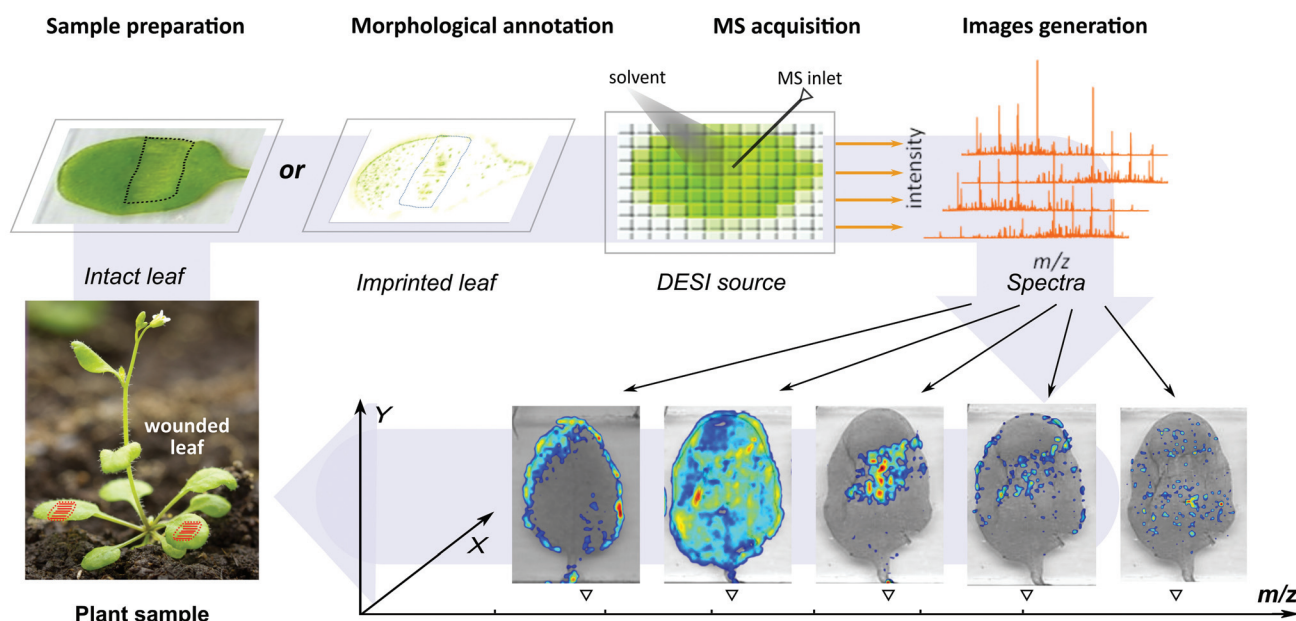 Sample preparation
Morphological annotation
MS acquisition
Images generation
solvent
MS inlet
or
intensity
m/z
Intact leaf
Imprinted leaf
DESI source
Spectra
wounded
leaf
Y
X
m/z
Plant sample